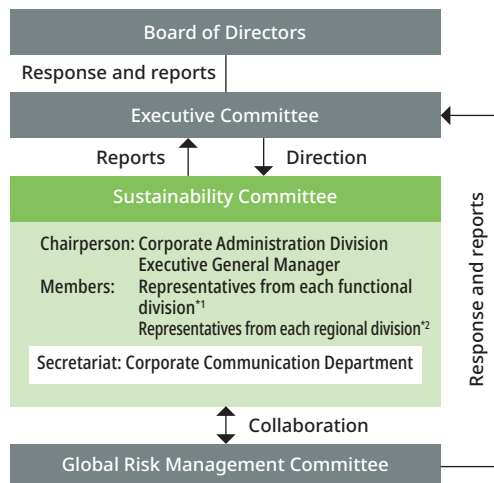 Board of Directors
Response and reports
Executive Committee
Reports
Direction
Sustainability Committee
Chairperson: Corporate Administration Division
Executive General Manager
Members: Representatives from each functional
division*1
Representatives from each regional division*2
Secretariat: Corporate Communication Department
Collaboration
Global Risk Management Committee
Response and reports